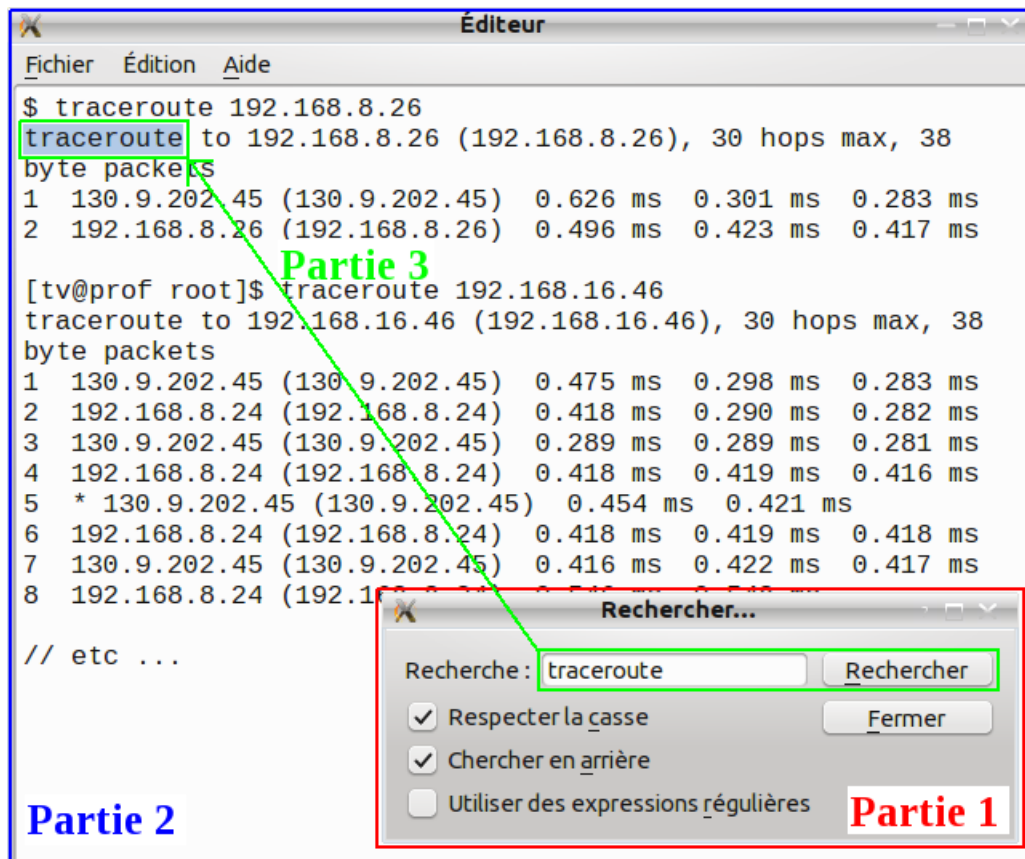 Éditeur
Fichier Édition Aide
$ traceroute 192.168.8.26
traceroute to 192.168.8.26 (192.168.8.26), 30 hops max, 38
byte packets
1 130.9.202.45 (130.9.202.45) 0.626 ms 0.301 ms 0.283 ms
2 192.168.8.26 (192.168.8.26) 0.496 ms 0.423 ms 0.417 ms
Partie 3
[tv@prof root]$ traceroute 192.168.16.46
traceroute to 192.168.16.46 (192.168.16.46), 30 hops max, 38
byte packets
1 130.9.202.45 (130.9.202.45) 0.475 ms 0.298 ms 0.283 ms
2 192.168.8.24 (192.168.8.24) 0.418 ms 0.290 ms 0.282 ms
3 130.9.202.45 (130.9.202.45) 0.289 ms 0.289 ms 0.281 ms
4 192.168.8.24 (192.168.8.24) 0.418 ms 0.419 ms 0.416 ms
5 * 130.9.202.45 (130.9.202.45) 0.454 ms 0.421 ms
6 192.168.8.24 (192.168.8.24) 0.418 ms 0.419 ms 0.418 ms
7 130.9.202.45 (130.9.202.45) 0.416 ms 0.422 ms 0.417 ms
8 192.168.8.24
// etc ...
Rechercher...
Recherche : traceroute Rechercher
Respecter la casse Fermer
Chercher en arrière
Utiliser des expressions régulières
Partie 1
Partie 2